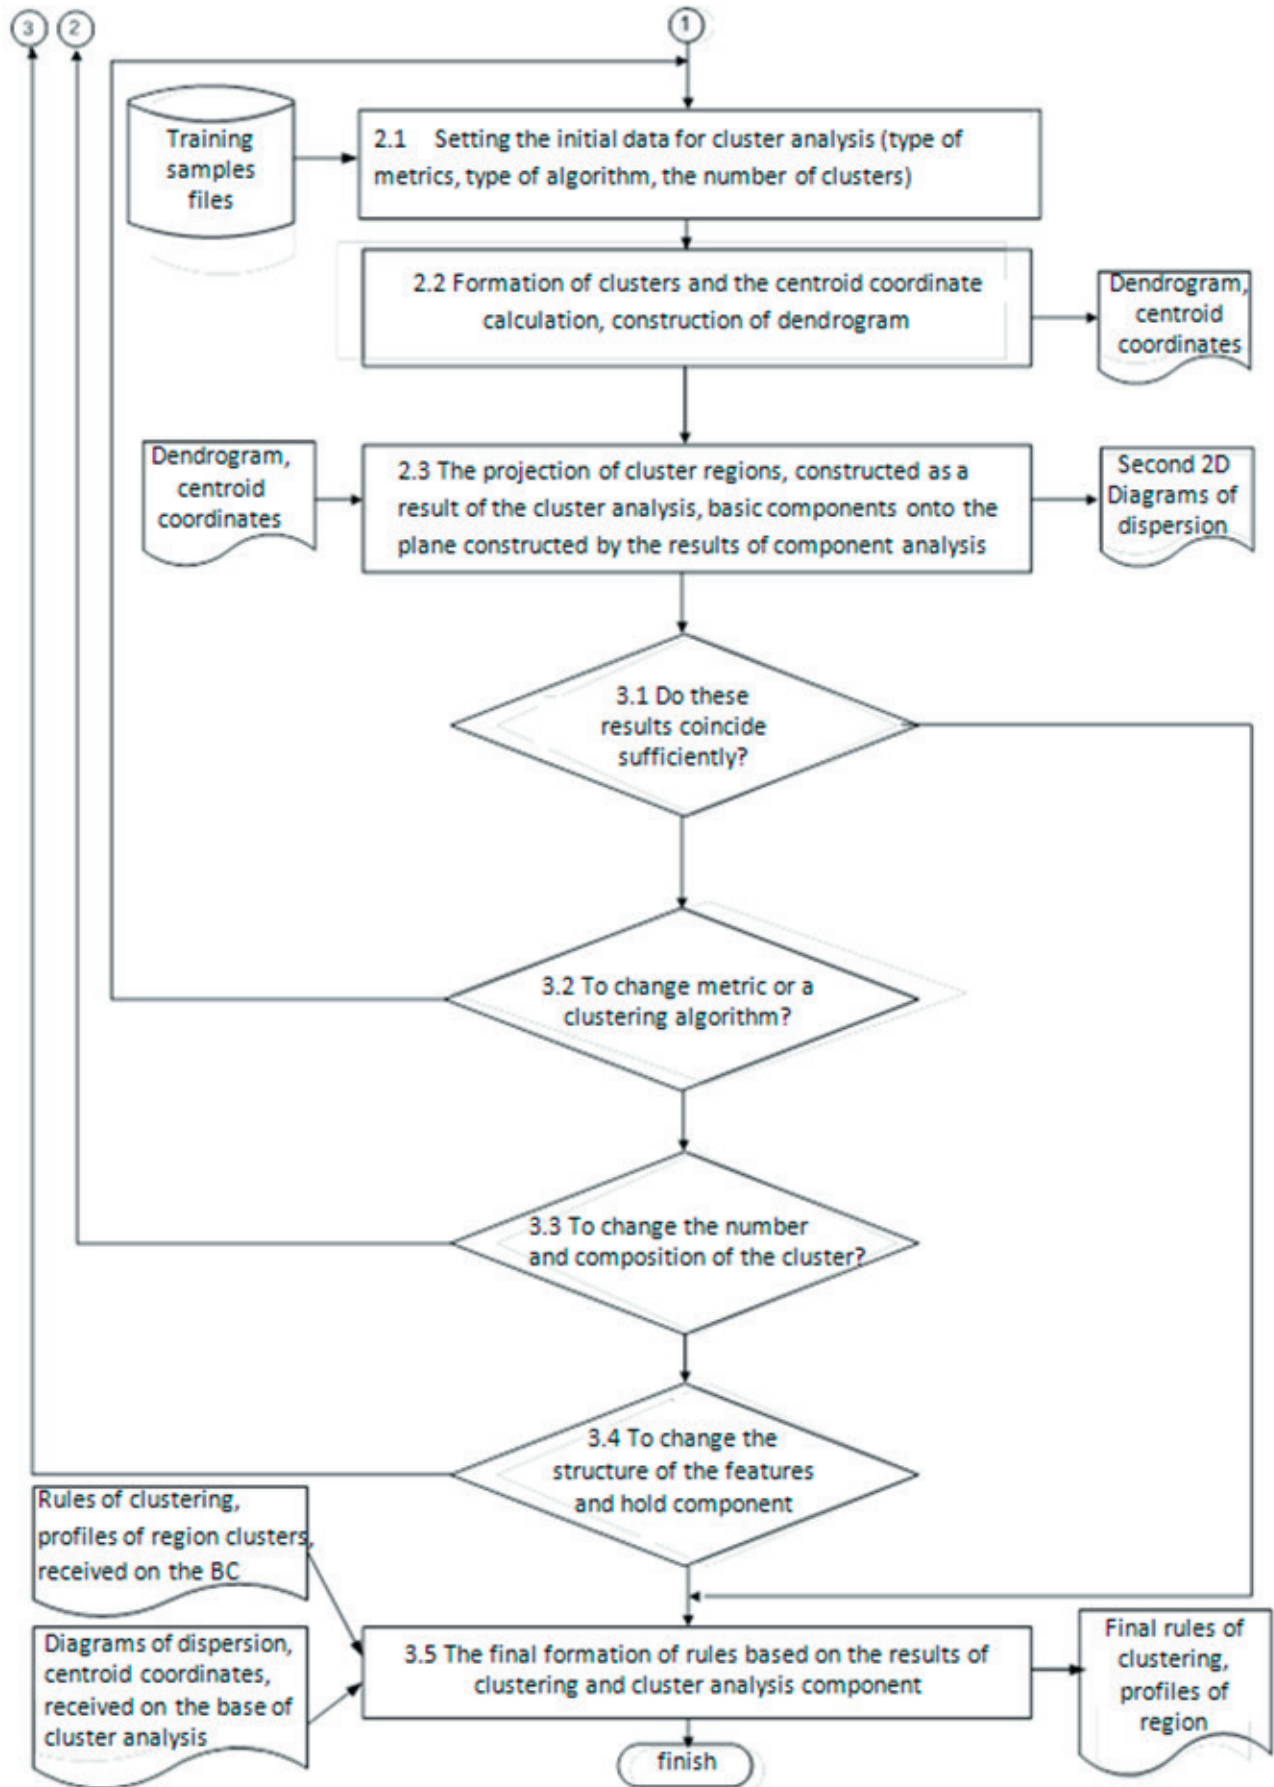 3
2
1
Training
samples
files
2.1 Setting the initial data for cluster analysis (type of
metrics, type of algorithm, the number of clusters)
2.2 Formation of clusters and the centroid coordinate
calculation, construction of dendrogram
Dendrogram,
centroid
coordinates
Dendrogram,
centroid
coordinates
2.3 The projection of cluster regions, constructed as a
result of the cluster analysis, basic components onto the
plane constructed by the results of component analysis
Second 2D
Diagrams of
dispersion
3.1 Do these
results coincide
sufficiently?
3.2 To change metric or a
clustering algorithm?
3.3 To change the number
and composition of the cluster?
3.4 To change the
structure of the features
and hold component
Rules of clustering,
profiles of region clusters,
received on the BC
Diagrams of dispersion,
centroid coordinates,
received on the base of
cluster analysis
3.5 The final formation of rules based on the results of
clustering and cluster analysis component
Final rules of
clustering,
profiles of
region
finish